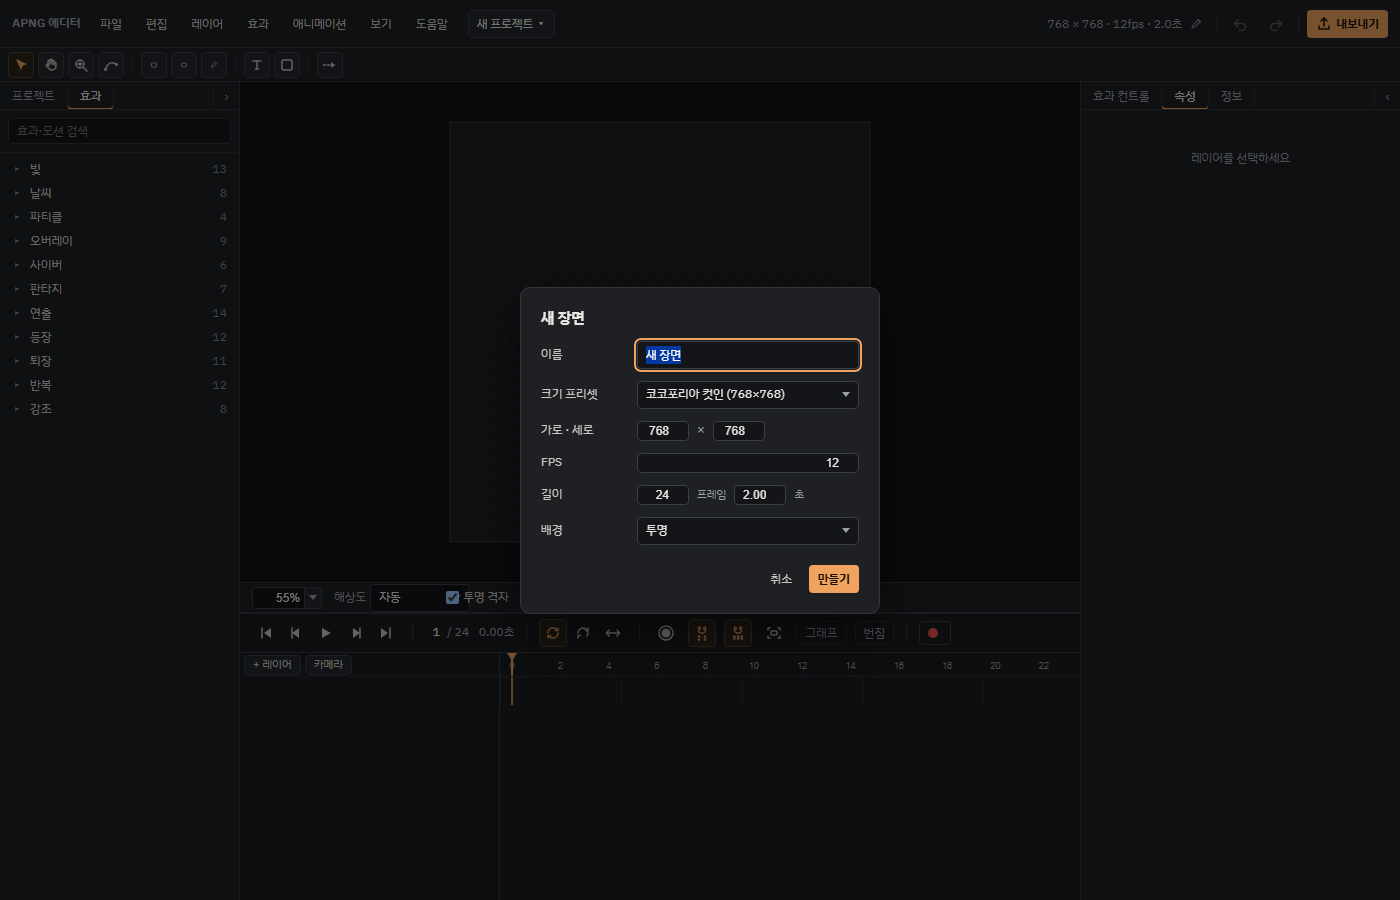 APNG 에디터 파일 편집 레이어 효과 애니메이션 보기 도움말 새 프로젝트 768 × 768 · 12fps · 2.0초 내보내기
프로젝트 효과
효과 컨트롤 속성 정보
효과·모션 검색
레이어를 선택하세요
빛 13
날씨 8
파티클 4
오버레이 9
사이버 6
판타지 7
연출 14
등장 12
퇴장 11
반복 12
강조 8
새 장면
이름 새 장면
크기 프리셋 코코포리아 컷인 (768×768)
가로 · 세로 768 × 768
FPS 12
길이 24 프레임 2.00 초
배경 투명
취소 만들기
55% 해상도 자동 투명 격자
1 / 24 0.00초 그래프 번짐
+ 레이어 카메라 0 2 4 6 8 10 12 14 16 18 20 22